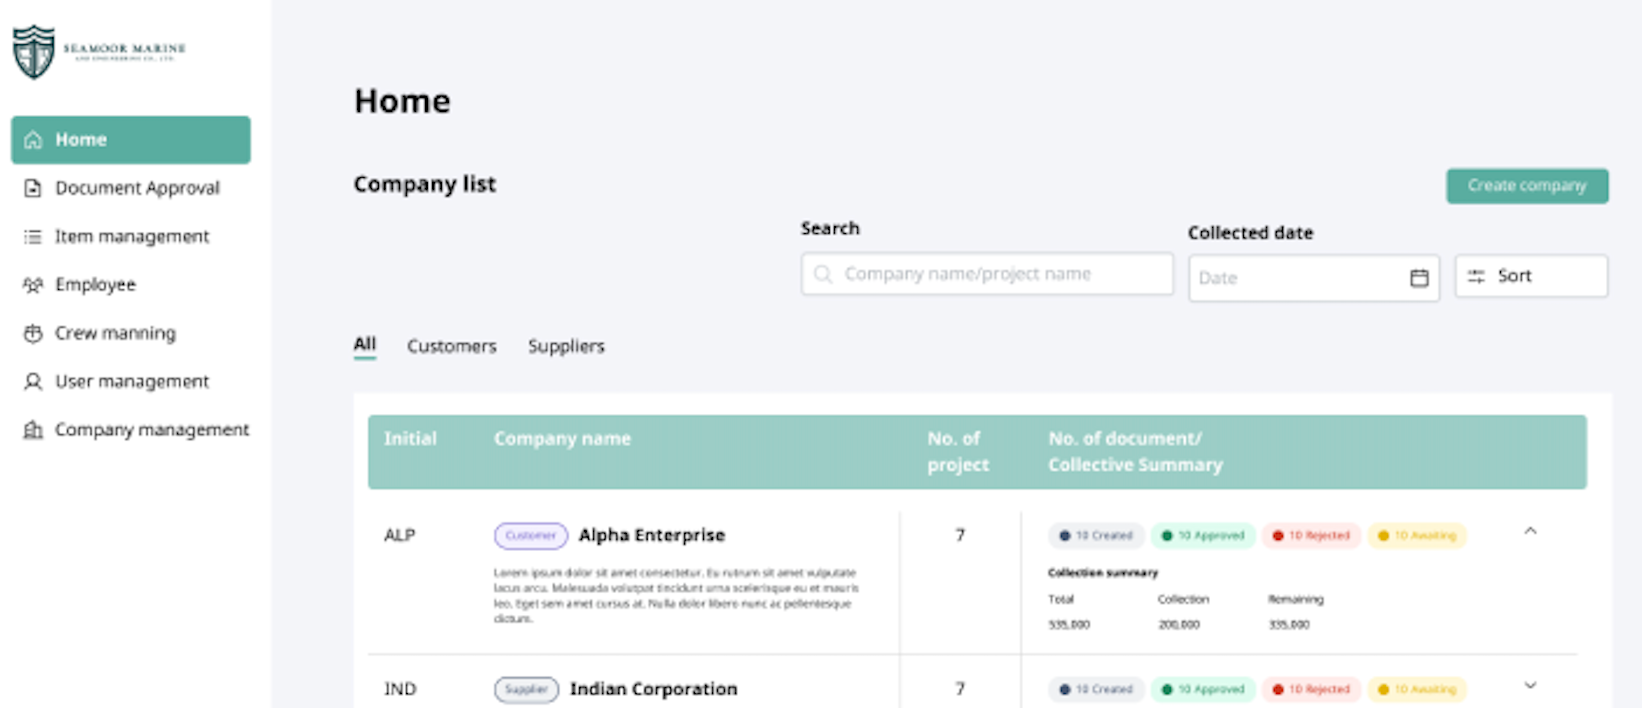 SEAMOOR MARINE
AND ENGINEERING CO., LTD.
Home
Document Approval
Item management
Employee
Crew manning
User management
Company management
Home
Company list
Create company
Search
Company name/project name
Collected date
Date
Sort
All Customers Suppliers
Initial Company name No. of project No. of document/ Collective Summary
ALP Customer Alpha Enterprise 7 10 Created 10 Approved 10 Rejected 10 Awaiting
Lorem ipsum dolor sit amet consectetur. Eu rutrum sit amet vulputate
lacus arcu. Malesuada volutpat tincidunt urna scelerisque eu et mauris
leo. Eget sem amet cursus at. Nulla dolor libero nunc ac pellentesque
dictum.
Collection summary
Total Collection Remaining
535,000 200,000 335,000
IND Supplier Indian Corporation 7 10 Created 10 Approved 10 Rejected 10 Awaiting